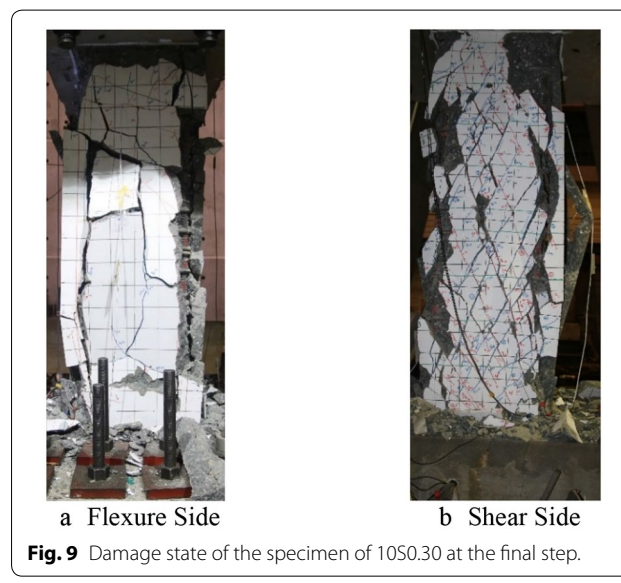 a Flexure Side
b Shear Side
Fig. 9 Damage state of the specimen of 10S0.30 at the final step.